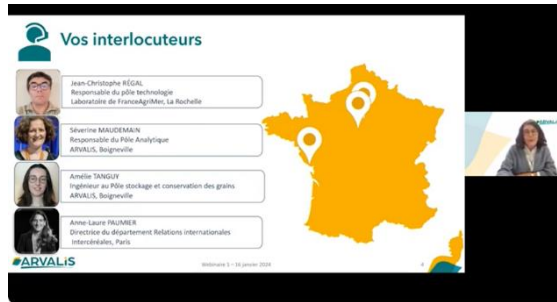 Vos interlocuteurs
Jean-Christophe RÉGAL
Responsable du pôle technologie
Laboratoire de FranceAgriMer, La Rochelle
Séverine MAUDEMAIN
Responsable du Pôle Analytique
ARVALIS, Boigneville
Amélie TANGUY
Ingénieur au Pôle stockage et conservation des grains
ARVALIS, Boigneville
Anne-Laure PAUMIER
Directrice du département Relations internationales
Intercéréales, Paris
ARVALIS
Webinaire 1 – 16 janvier 2024